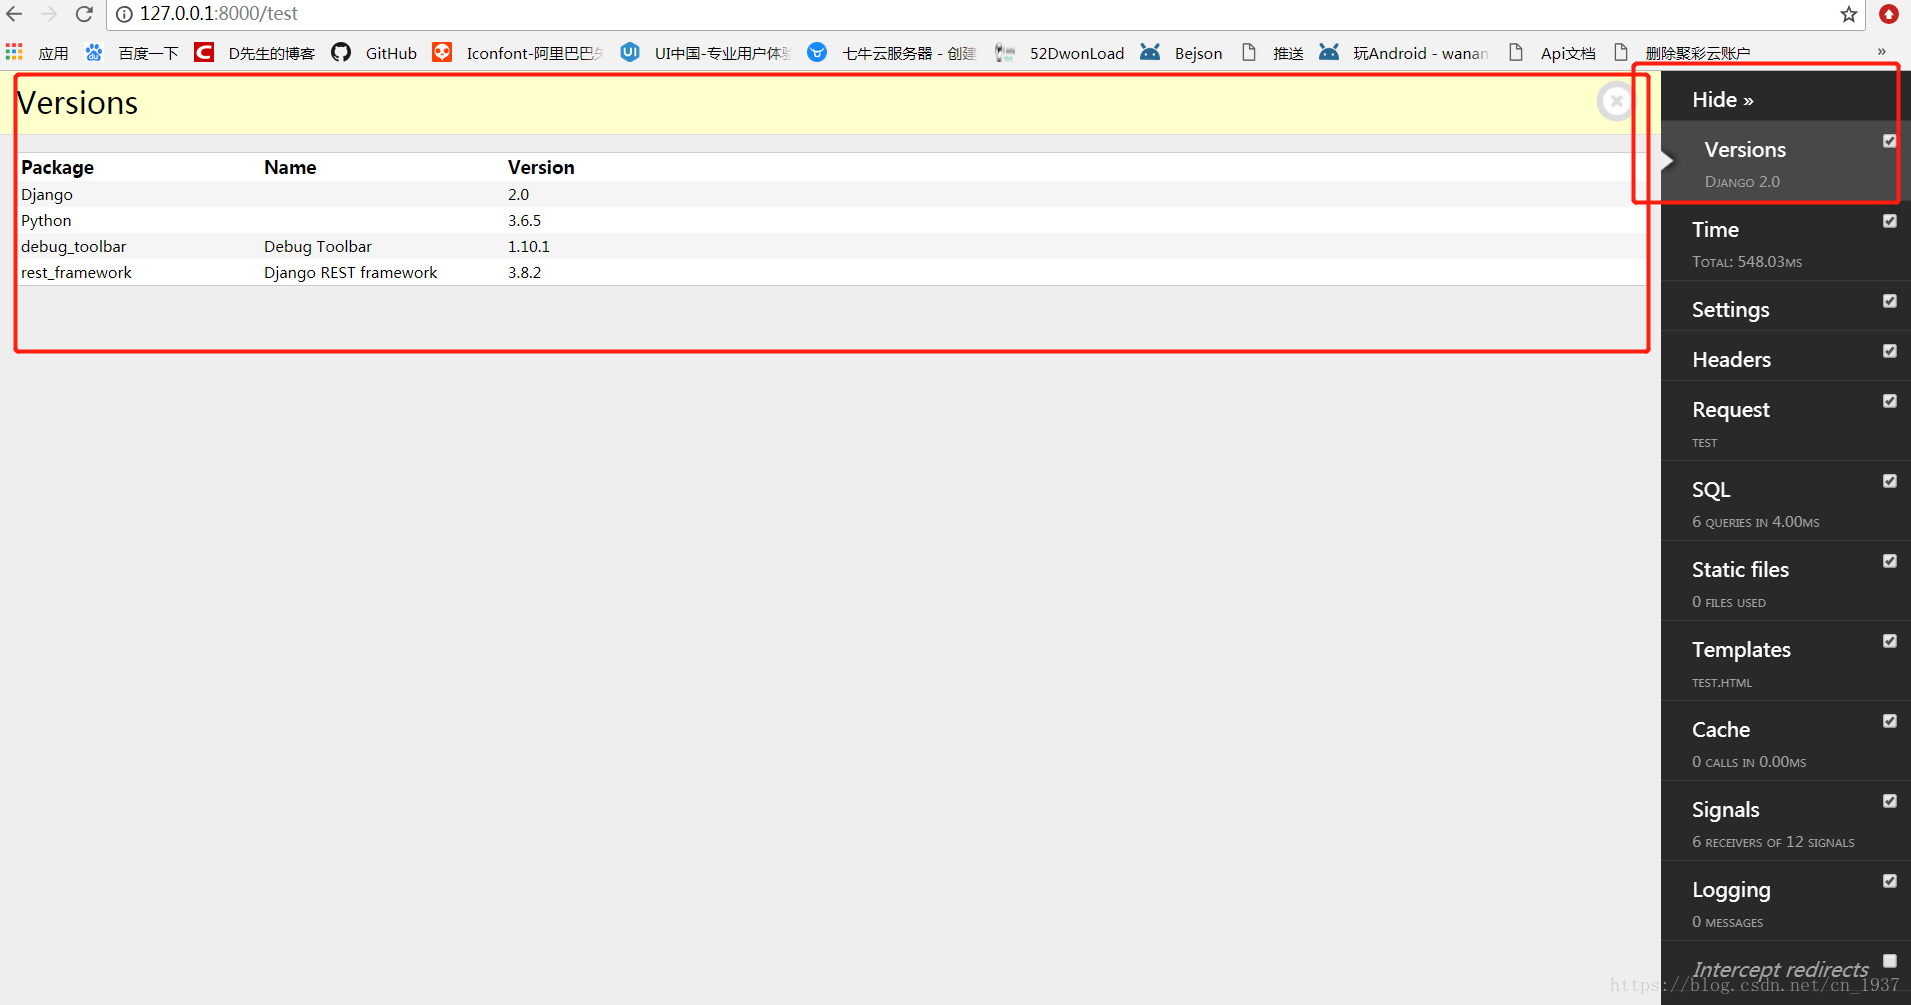 127.0.0.1:8000/test
应用 百度一下 D先生的博客 GitHub Iconfont-阿里巴巴 UI中国-专业用户体 七牛云服务器 - 创建 52DwonLoad Bejson 推送 玩Android - wanan Api文档 删除聚彩云账户 »
Versions
Package Name Version
Django 2.0
Python 3.6.5
debug_toolbar Debug Toolbar 1.10.1
rest_framework Django REST framework 3.8.2
Hide »
Versions
Django 2.0
Time
Total: 548.03ms
Settings
Headers
Request
test
SQL
6 queries in 4.00ms
Static files
0 files used
Templates
test.html
Cache
0 calls in 0.00ms
Signals
6 receivers of 12 signals
Logging
0 messages
Intercept redirects
https://blog.csdn.net/cn_1937